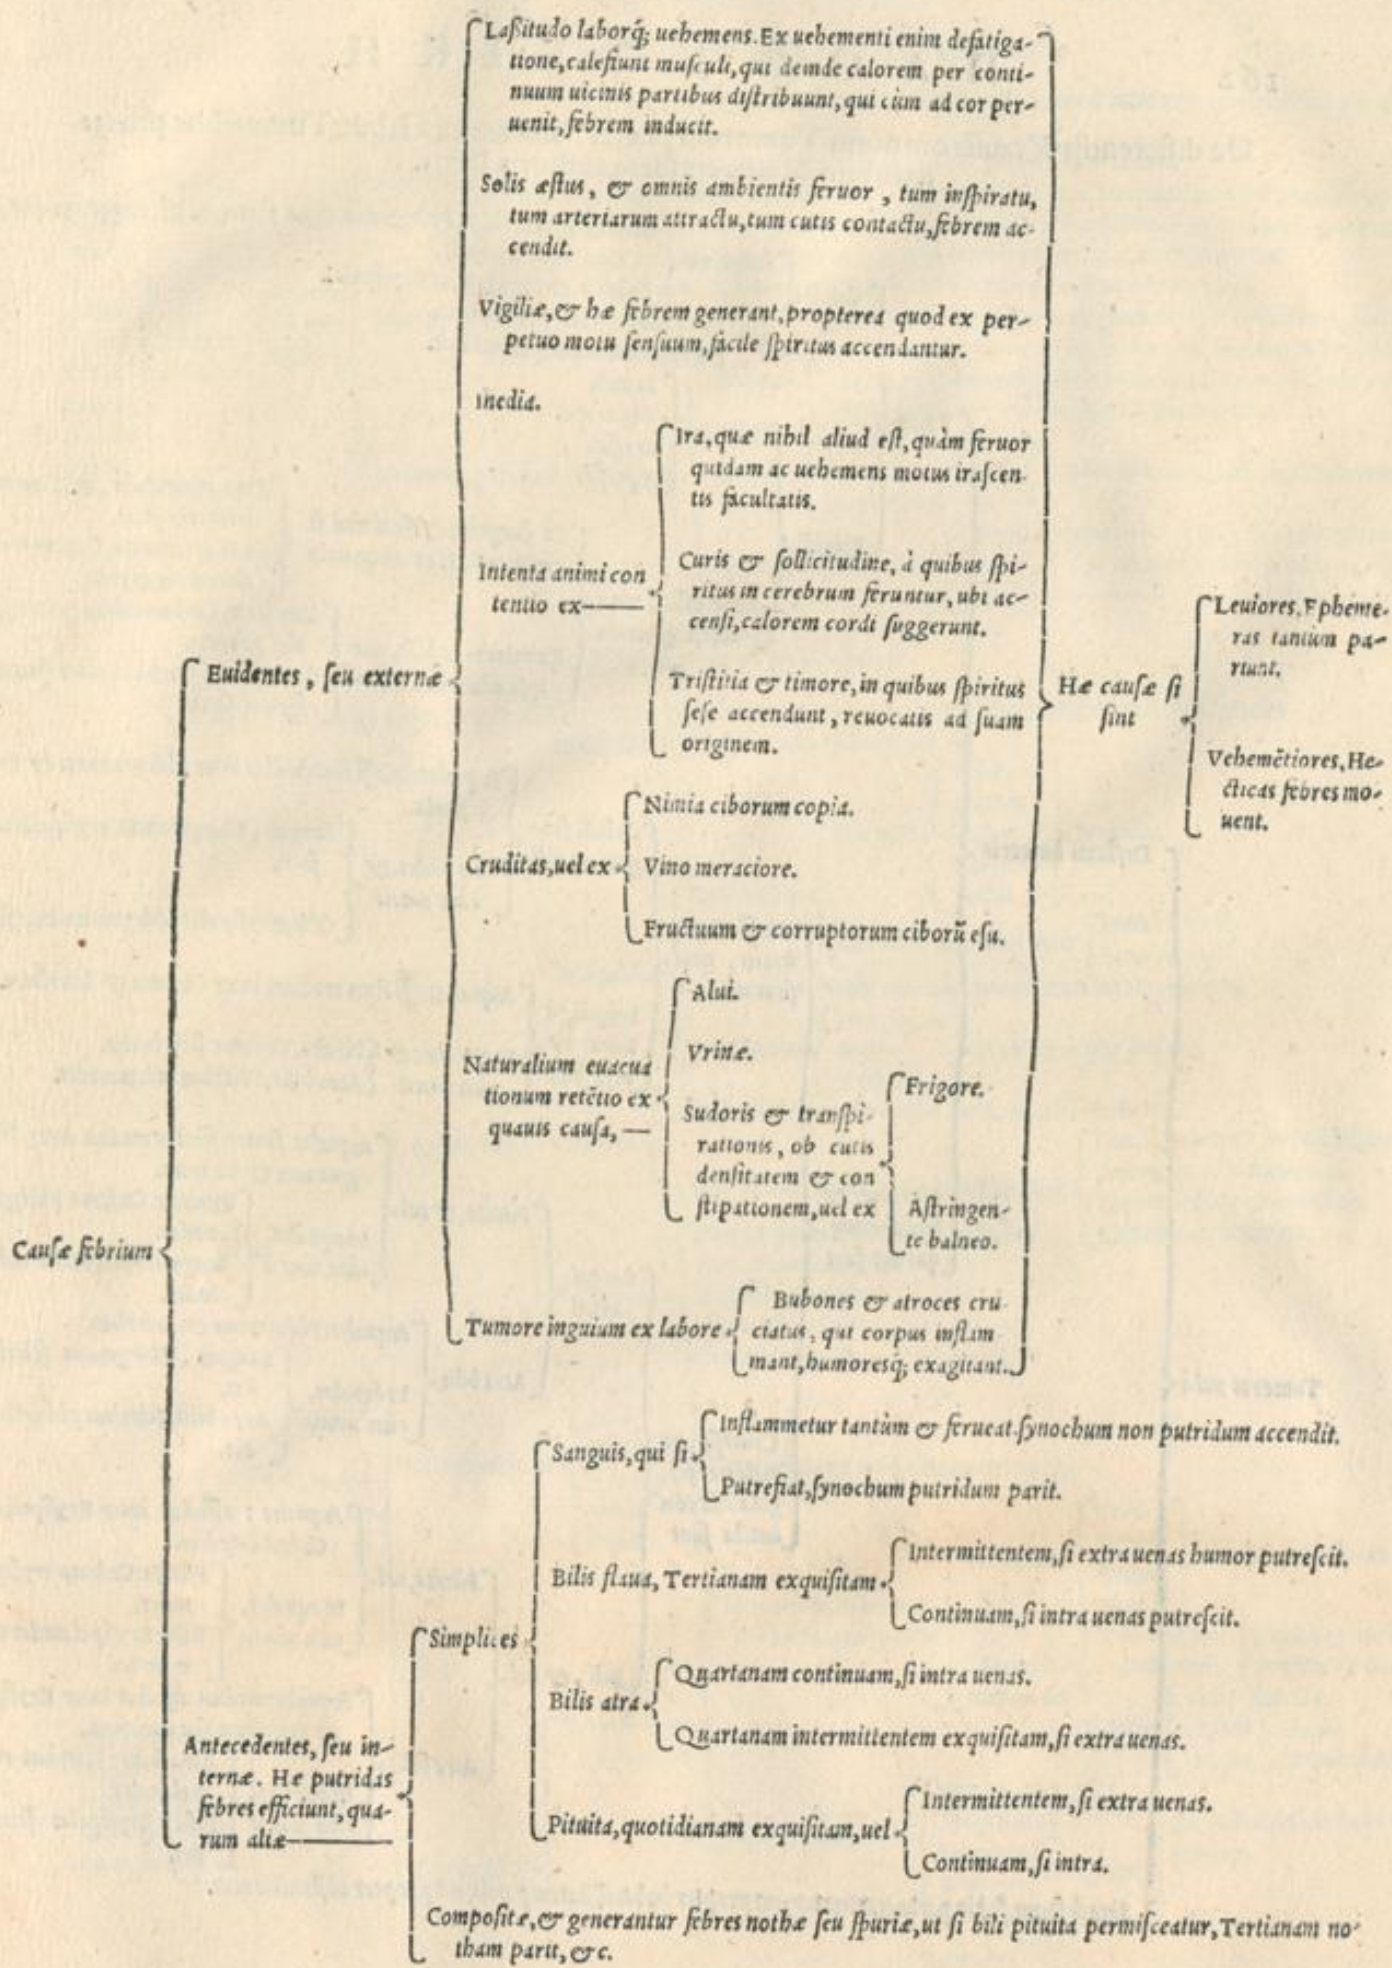 Laßitudo laborq́; uehemens. Ex uehementi enim defatiga-
tione, calefiunt muſculi, qui deinde calorem per conti-
nuum uicinis partibus diſtribuunt, qui cùm ad cor per-
uenit, febrem inducit.
Solis æſtus, & omnis ambientis feruor, tum inſpiratu,
tum arteriarum attractu, tum cutis contactu, febrem ac-
cendit.
Vigiliæ, & hæ febrem generant, propterea quod ex per-
petuo motu ſenſuum, facile ſpiritus accendantur.
Inedia.
Intenta animi con
tentio ex
Ira, quæ nihil aliud eſt, quàm feruor
quidam ac uehemens motus iraſcen-
tis facultatis.
Curis & ſollicitudine, à quibus ſpi-
ritus in cerebrum feruntur, ubi ac-
cenſi, calorem cordi ſuggerunt.
Triſtitia & timore, in quibus ſpiritus
ſeſe accendunt, reuocatis ad ſuam
originem.
Euidentes, ſeu externæ
Hæ cauſæ ſi
ſint
Leuiores, Epheme-
ras tantùm pa-
riunt.
Vehemẽtiores, He-
cticas febres mo-
uent.
Cruditas, uel ex
Nimia ciborum copia.
Vino meraciore.
Fructuum & corruptorum ciborũ eſu.
Naturalium euacua
tionum retẽtio ex
quauis cauſa,
Alui.
Vrinæ.
Sudoris & tranſpi-
rationis, ob cutis
denſitatem & con
ſtipationem, uel ex
Frigore.
Aſtringen-
te balneo.
Cauſæ febrium
Tumore inguium ex labore
Bubones & atroces cru-
ciatus, qui corpus inflam
mant, humoresq́; exagitant.
Sanguis, qui ſi
Inflammetur tantùm & ferueat. ſynochum non putridum accendit.
Putrefiat, ſynochum putridum parit.
Bilis flaua, Tertianam exquiſitam
Intermittentem, ſi extra uenas humor putreſcit.
Continuam, ſi intra uenas putreſcit.
Simplices
Bilis atra
Quartanam continuam, ſi intra uenas.
Quartanam intermittentem exquiſitam, ſi extra uenas.
Antecedentes, ſeu in-
ternæ. Hæ putridas
febres efficiunt, qua-
rum aliæ
Pituita, quotidianam exquiſitam, uel
Intermittentem, ſi extra uenas.
Continuam, ſi intra.
Compoſitæ, & generantur febres nothæ ſeu ſpuriæ, ut ſi bili pituita permiſceatur, Tertianam no-
tham parit, &c.